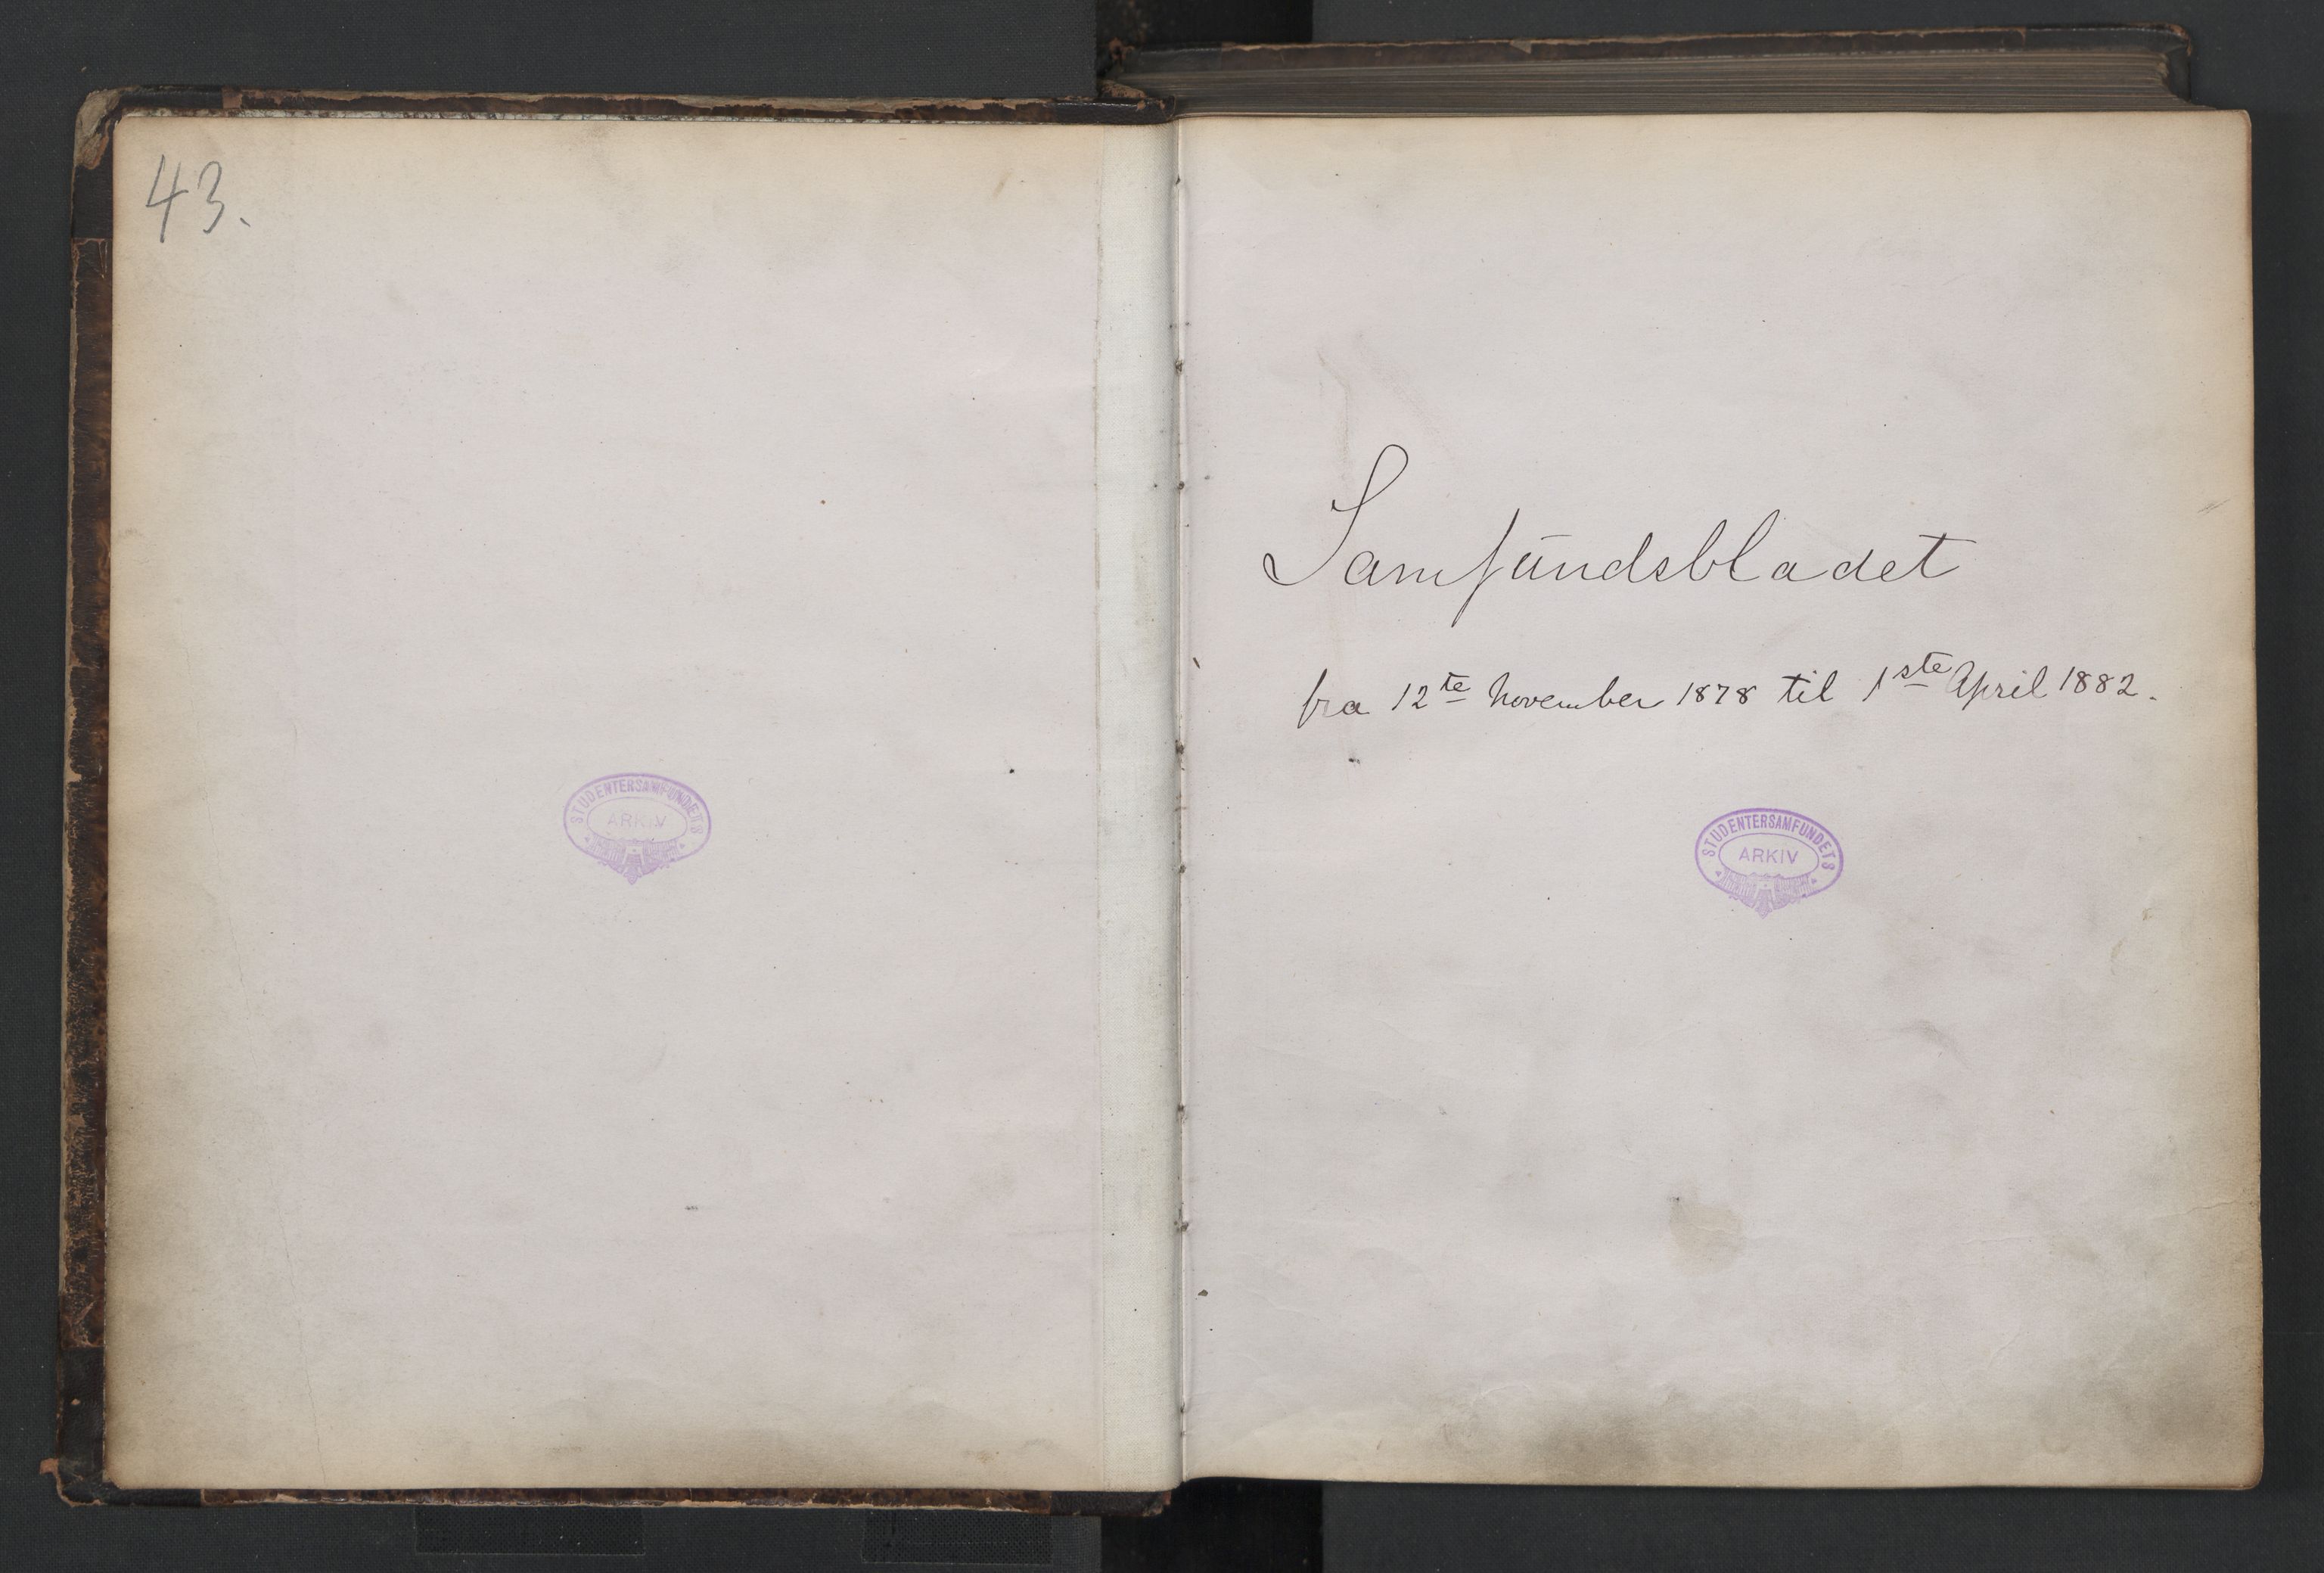 43.
STUDENTERSAMFUNDETS
ARKIV
Samfundsbladet
fra 12te November 1878 til 1ste April 1882.
STUDENTERSAMFUNDETS
ARKIV